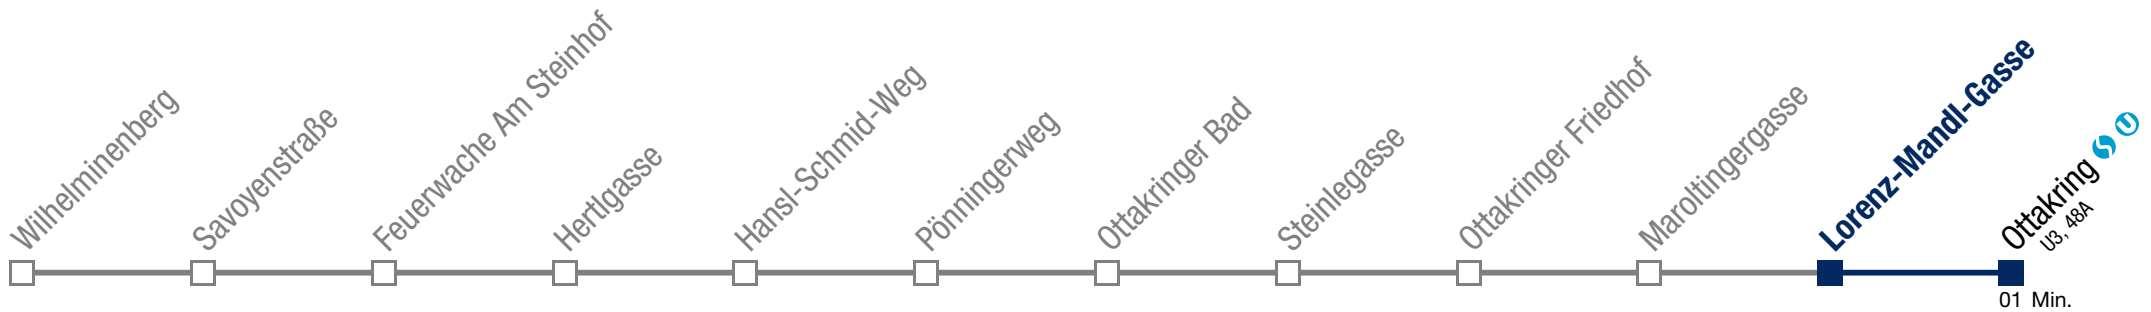 Wilhelminenberg
Savoyenstraße
Feuerwache Am Steinhof
Hertlgasse
Hansl-Schmid-Weg
Pönningerweg
Ottakringer Bad
Steinlegasse
Ottakringer Friedhof
Maroltingergasse
Lorenz-Mandl-Gasse
Ottakring S U
U3, 48A
01 Min.